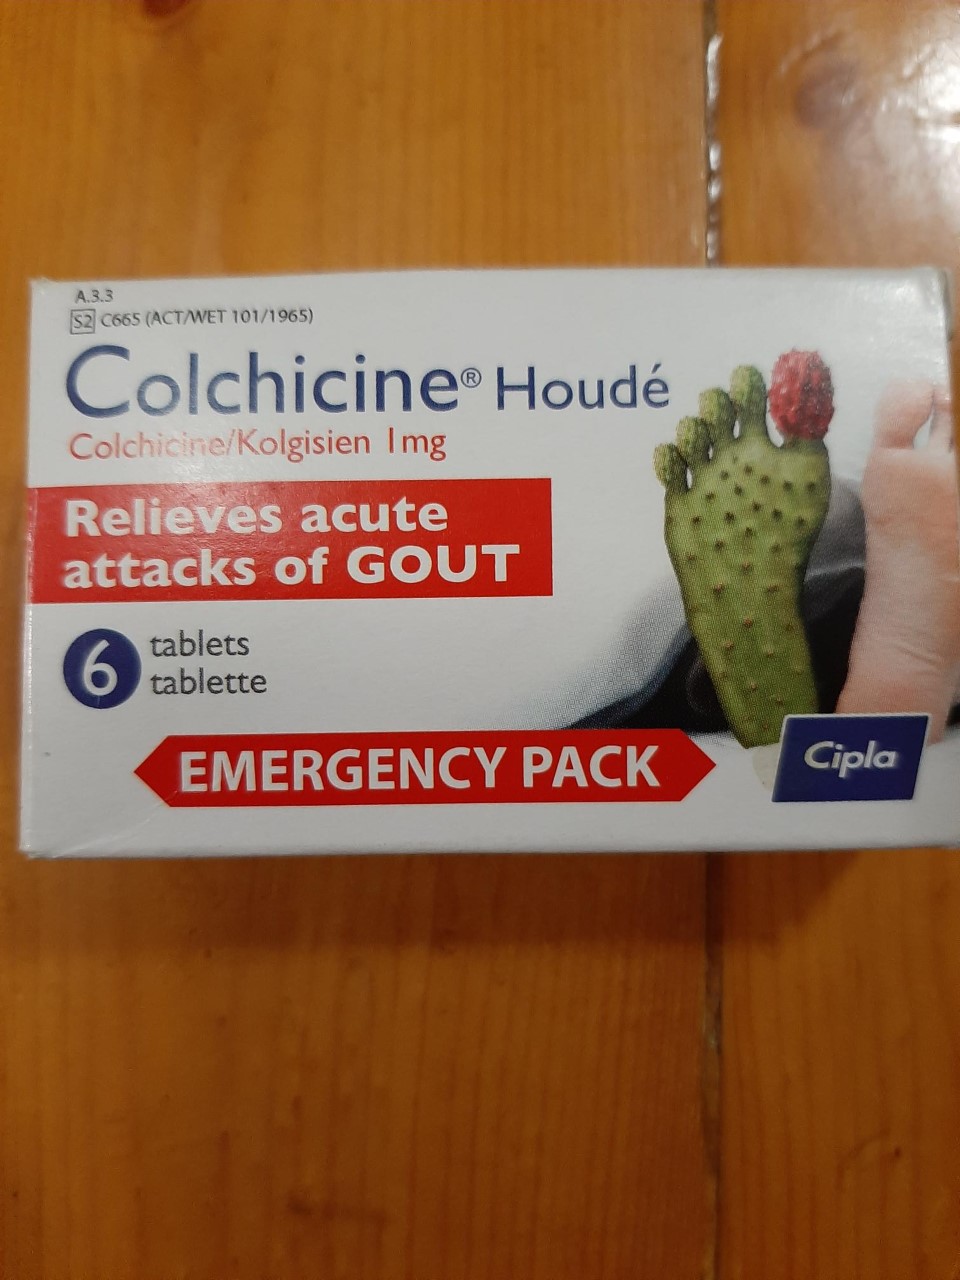 A.3.3
S2 C665 (ACT/WET 101/1965)
Colchicine® Houdé
Colchicine/Kolgisien 1mg
Relieves acute
attacks of GOUT
6 tablets
tablette
EMERGENCY PACK
Cipla